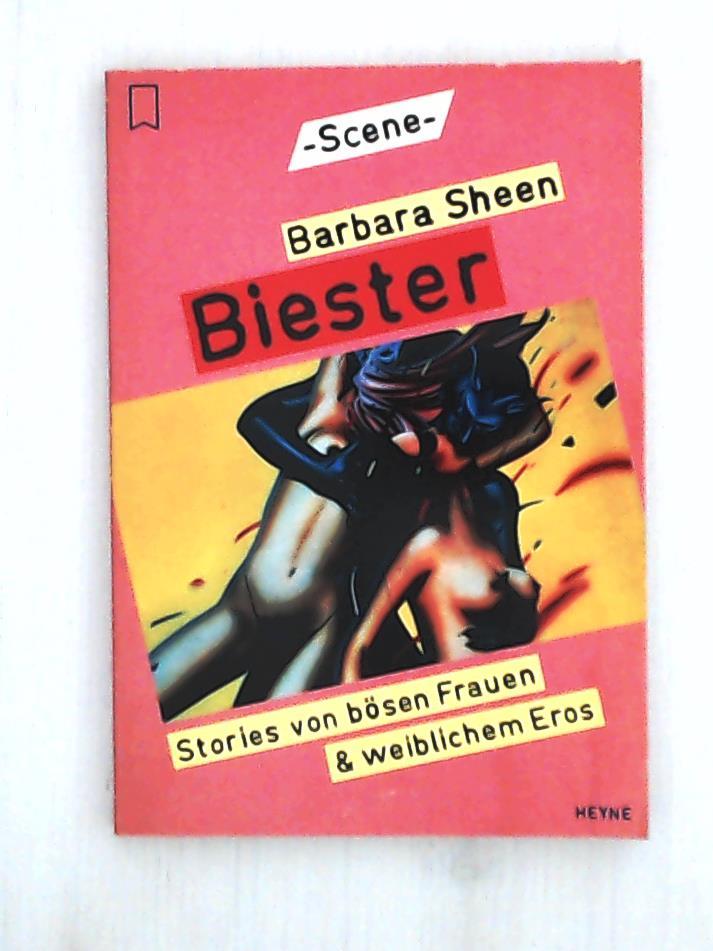 -Scene-
Barbara Sheen
Biester
Stories von bösen Frauen
& weiblichem Eros
HEYNE